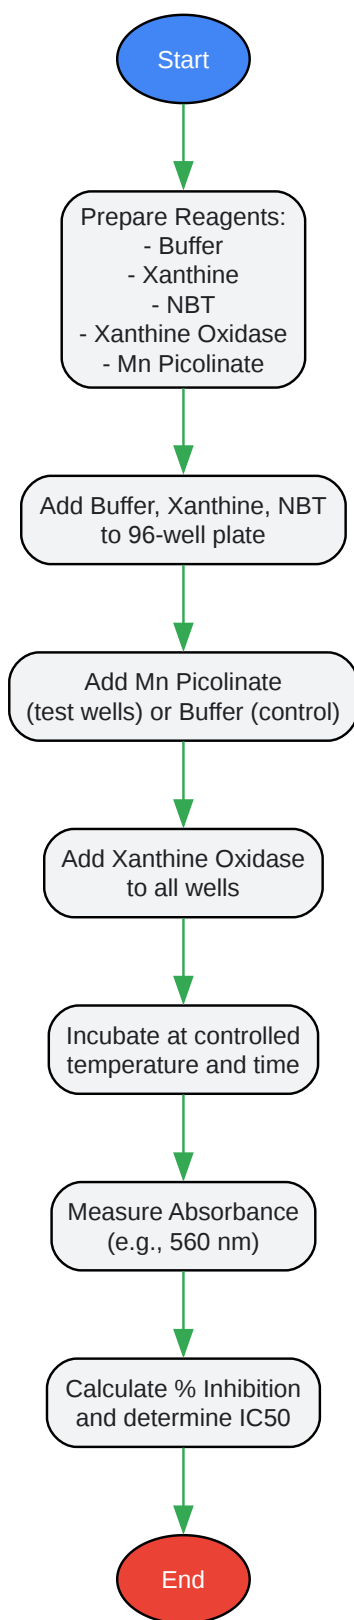 Start
Prepare Reagents:
- Buffer
- Xanthine
- NBT
- Xanthine Oxidase
- Mn Picolinate
Add Buffer, Xanthine, NBT
to 96-well plate
Add Mn Picolinate
(test wells) or Buffer (control)
Add Xanthine Oxidase
to all wells
Incubate at controlled
temperature and time
Measure Absorbance
(e.g., 560 nm)
Calculate % Inhibition
and determine IC50
End